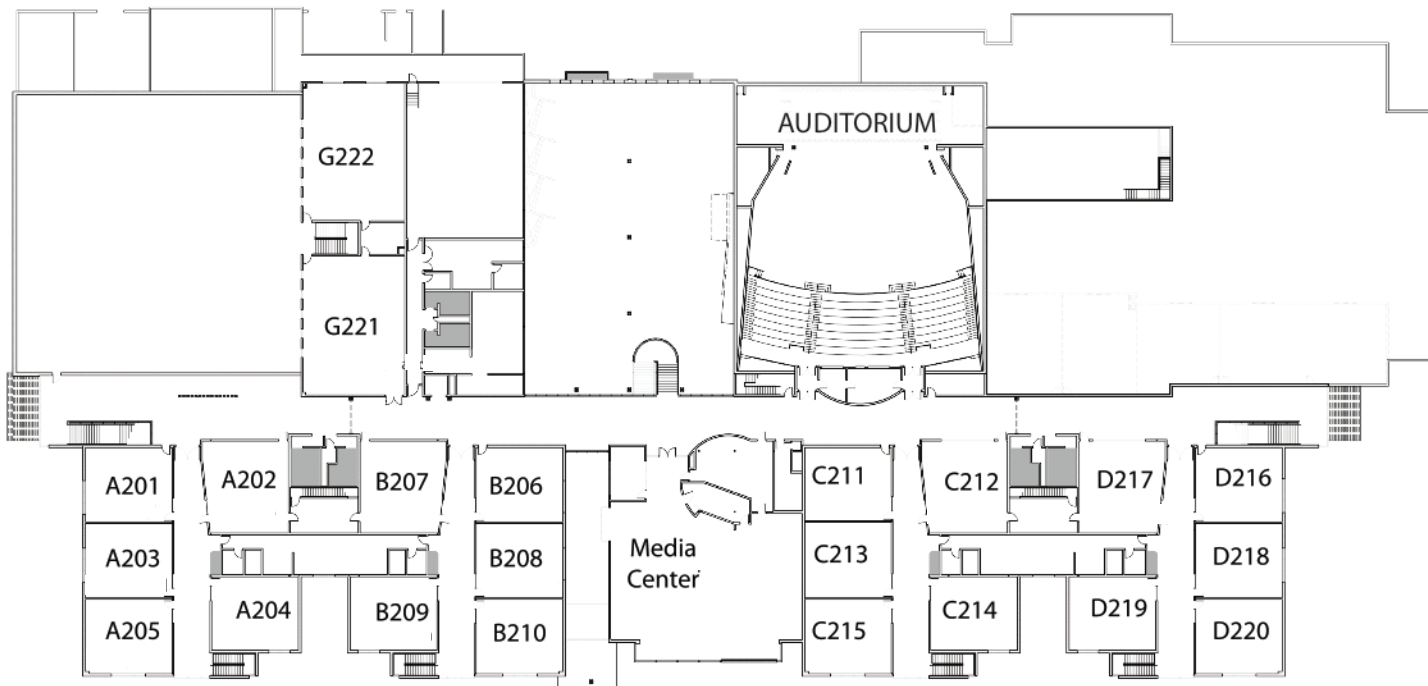 AUDITORIUM
G222
G221
A201
A202
B207
B206
C211
C212
D217
D216
A203
B208
Media
Center
C213
D218
A205
A204
B209
B210
C215
C214
D219
D220